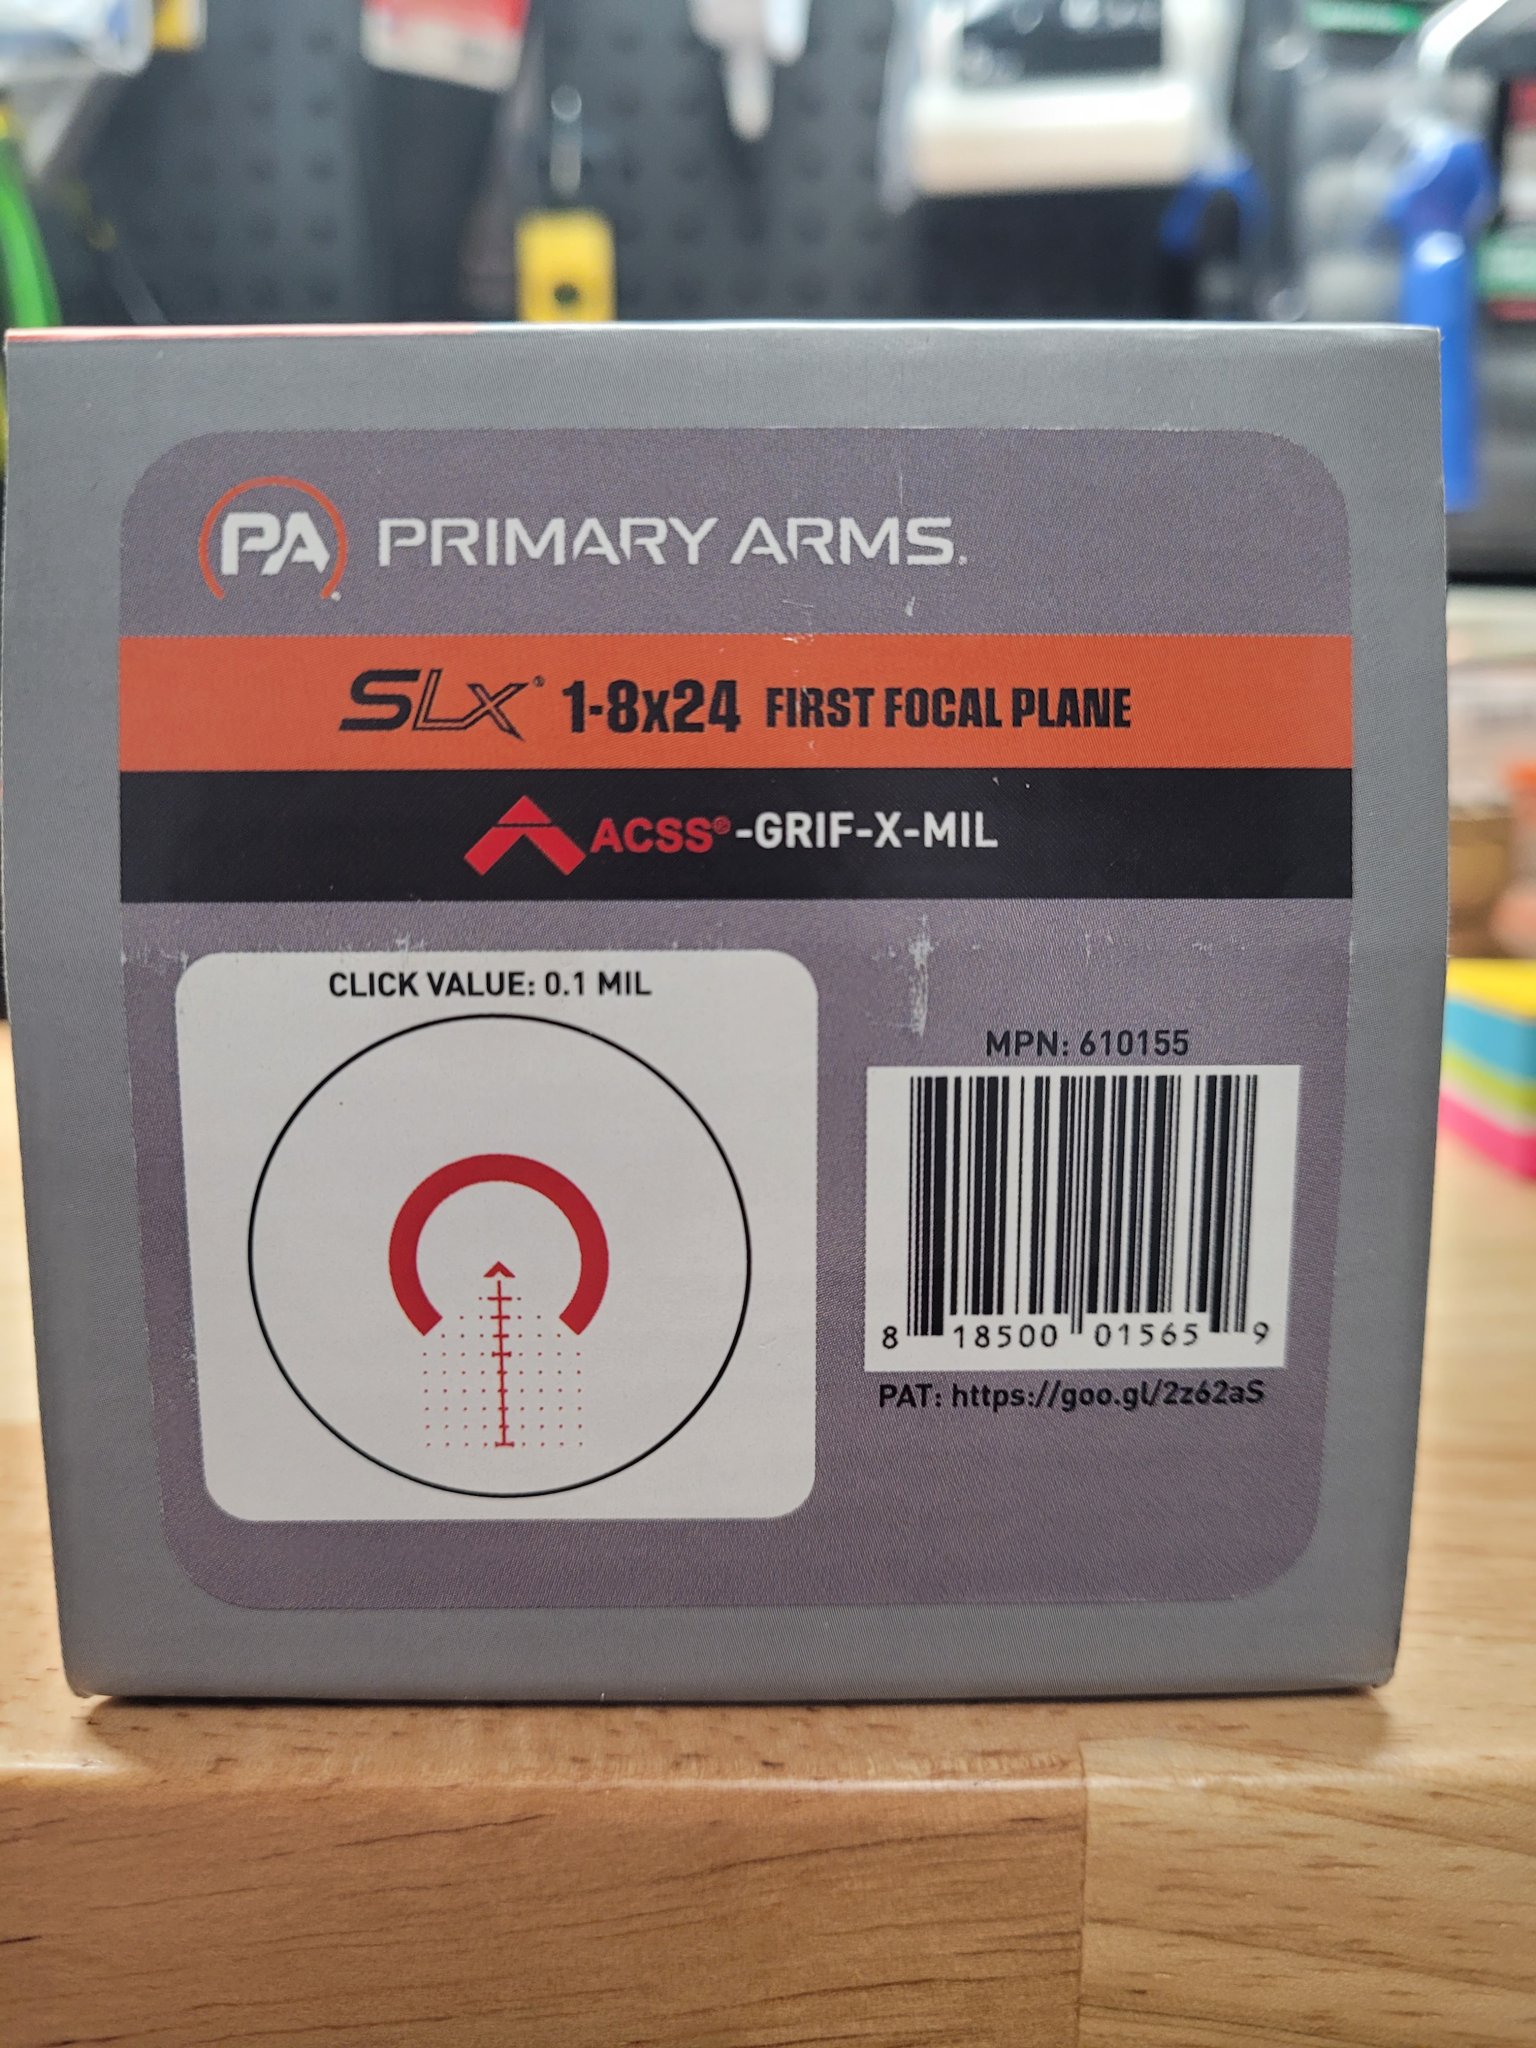 PA® PRIMARY ARMS.
SLx® 1-8x24 FIRST FOCAL PLANE
ACSS®-GRIF-X-MIL
CLICK VALUE: 0.1 MIL
MPN: 610155
8 18500 01565 9
PAT: https://goo.gl/2z62aS